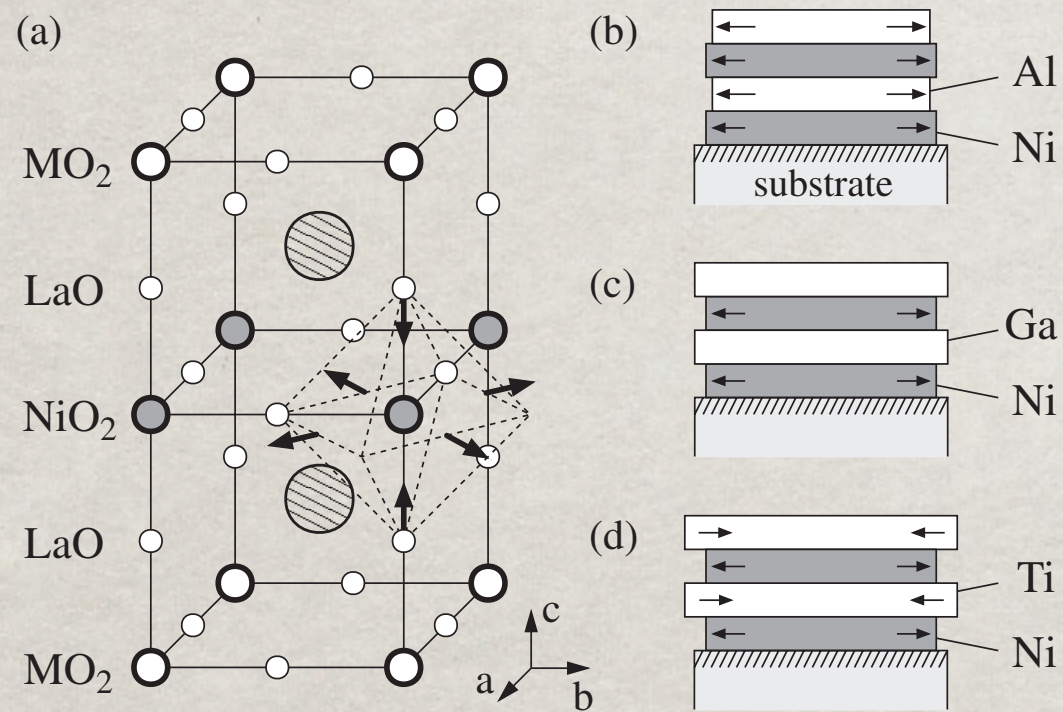 (a)
MO₂
LaO
NiO₂
LaO
MO₂
c
a
b
(b)
Al
Ni
substrate
(c)
Ga
Ni
(d)
Ti
Ni